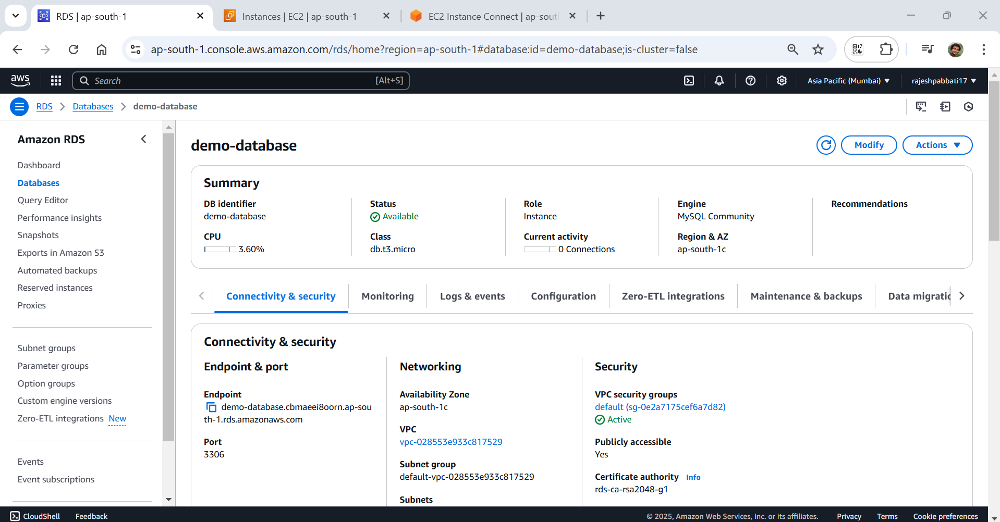 RDS | ap-south-1
Instances | EC2 | ap-south-1
EC2 Instance Connect | ap-sout
ap-south-1.console.aws.amazon.com/rds/home?region=ap-south-1#database:id=demo-database;is-cluster=false
aws
Search
[Alt+S]
Asia Pacific (Mumbai)
rajeshpabbati17
RDS
Databases
demo-database
Amazon RDS
Dashboard
Databases
Query Editor
Performance insights
Snapshots
Exports in Amazon S3
Automated backups
Reserved instances
Proxies
Subnet groups
Parameter groups
Option groups
Custom engine versions
Zero-ETL integrations New
Events
Event subscriptions
demo-database
Modify
Actions
Summary
DB identifier
demo-database
CPU
3.60%
Status
Available
Class
db.t3.micro
Role
Instance
Current activity
0 Connections
Engine
MySQL Community
Region & AZ
ap-south-1c
Recommendations
Connectivity & security
Monitoring
Logs & events
Configuration
Zero-ETL integrations
Maintenance & backups
Data migratic
Connectivity & security
Endpoint & port
Endpoint
demo-database.cbmaeei8oorn.ap-sou
th-1.rds.amazonaws.com
Port
3306
Networking
Availability Zone
ap-south-1c
VPC
vpc-028553e933c817529
Subnet group
default-vpc-028553e933c817529
Subnets
Security
VPC security groups
default (sg-0e2a7175cef6a7d82)
Active
Publicly accessible
Yes
Certificate authority Info
rds-ca-rsa2048-g1
CloudShell
Feedback
© 2025, Amazon Web Services, Inc. or its affiliates.
Privacy
Terms
Cookie preferences